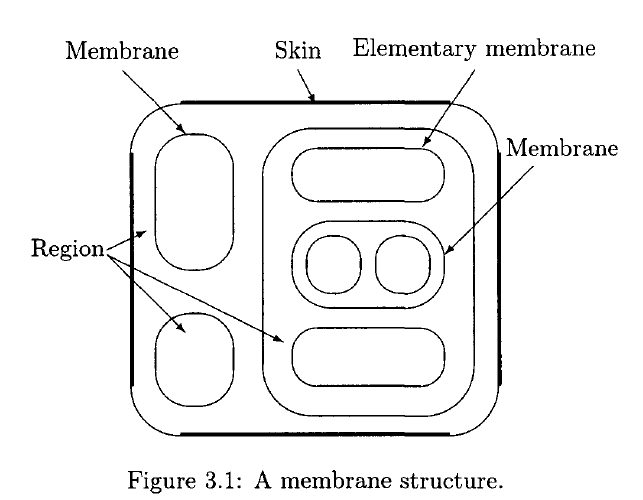 Membrane
Skin
Elementary membrane
Membrane
Region
Figure 3.1: A membrane structure.